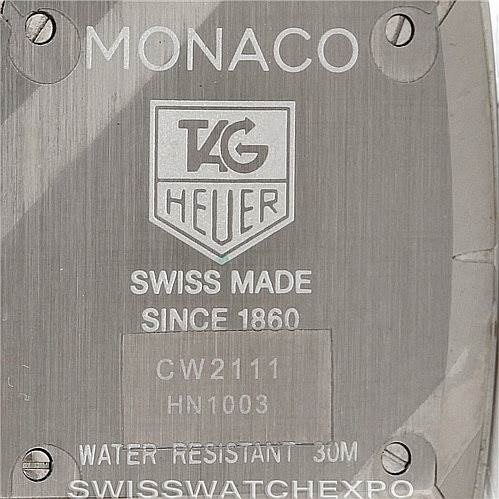 MONACO
TAG
HEUER
SWISS MADE
SINCE 1860
CW2111
HN1003
WATER RESISTANT 30M
SWISSWATCHEXPO